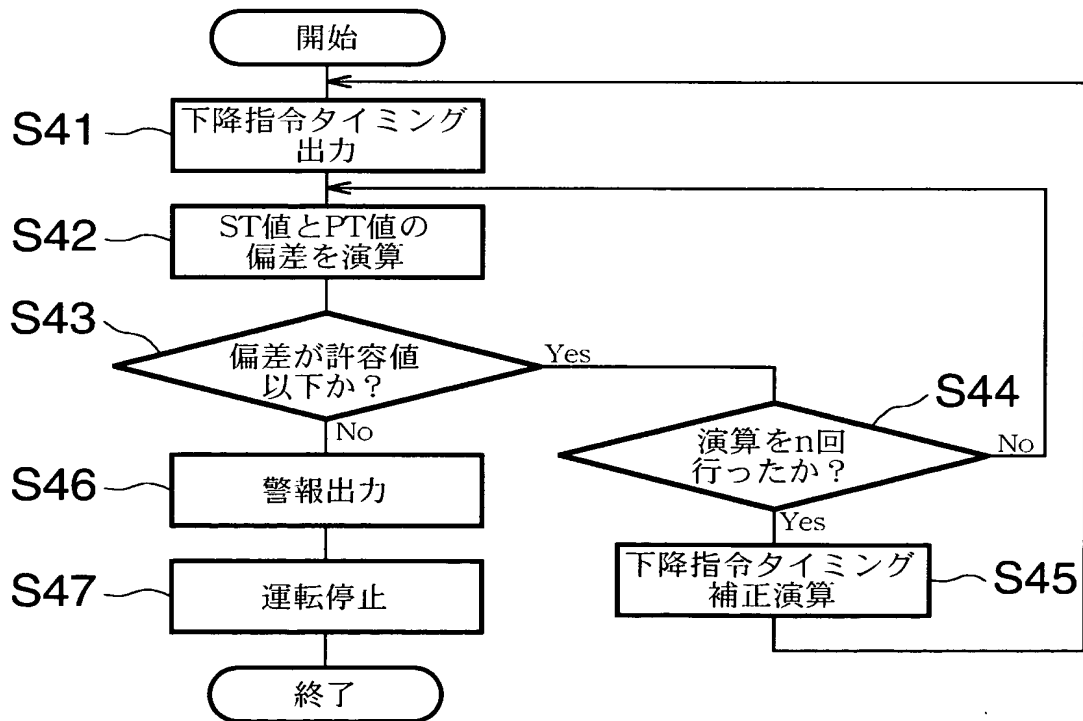 開始
S41
下降指令タイミング
出力
S42
ST値とPT値の
偏差を演算
S43
偏差が許容値
以下か？
Yes
No
S44
演算をn回
行ったか？
No
Yes
S45
下降指令タイミング
補正演算
S46
警報出力
S47
運転停止
終了